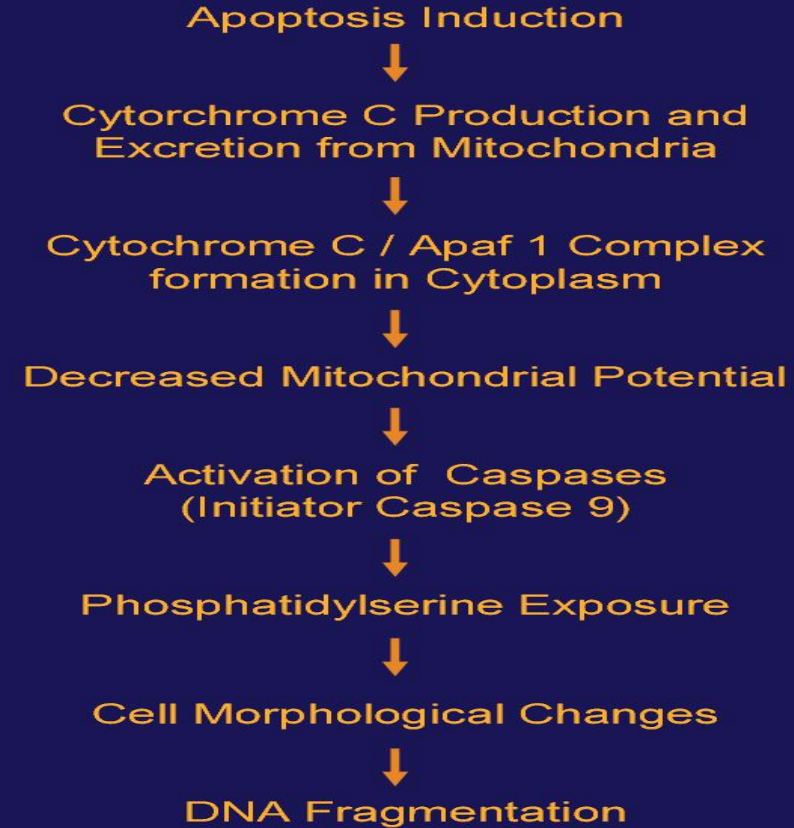 Apoptosis Induction
Cytorchrome C Production and
Excretion from Mitochondria
Cytochrome C / Apaf 1 Complex
formation in Cytoplasm
Decreased Mitochondrial Potential
Activation of Caspases
(Initiator Caspase 9)
Phosphatidylserine Exposure
Cell Morphological Changes
DNA Fragmentation